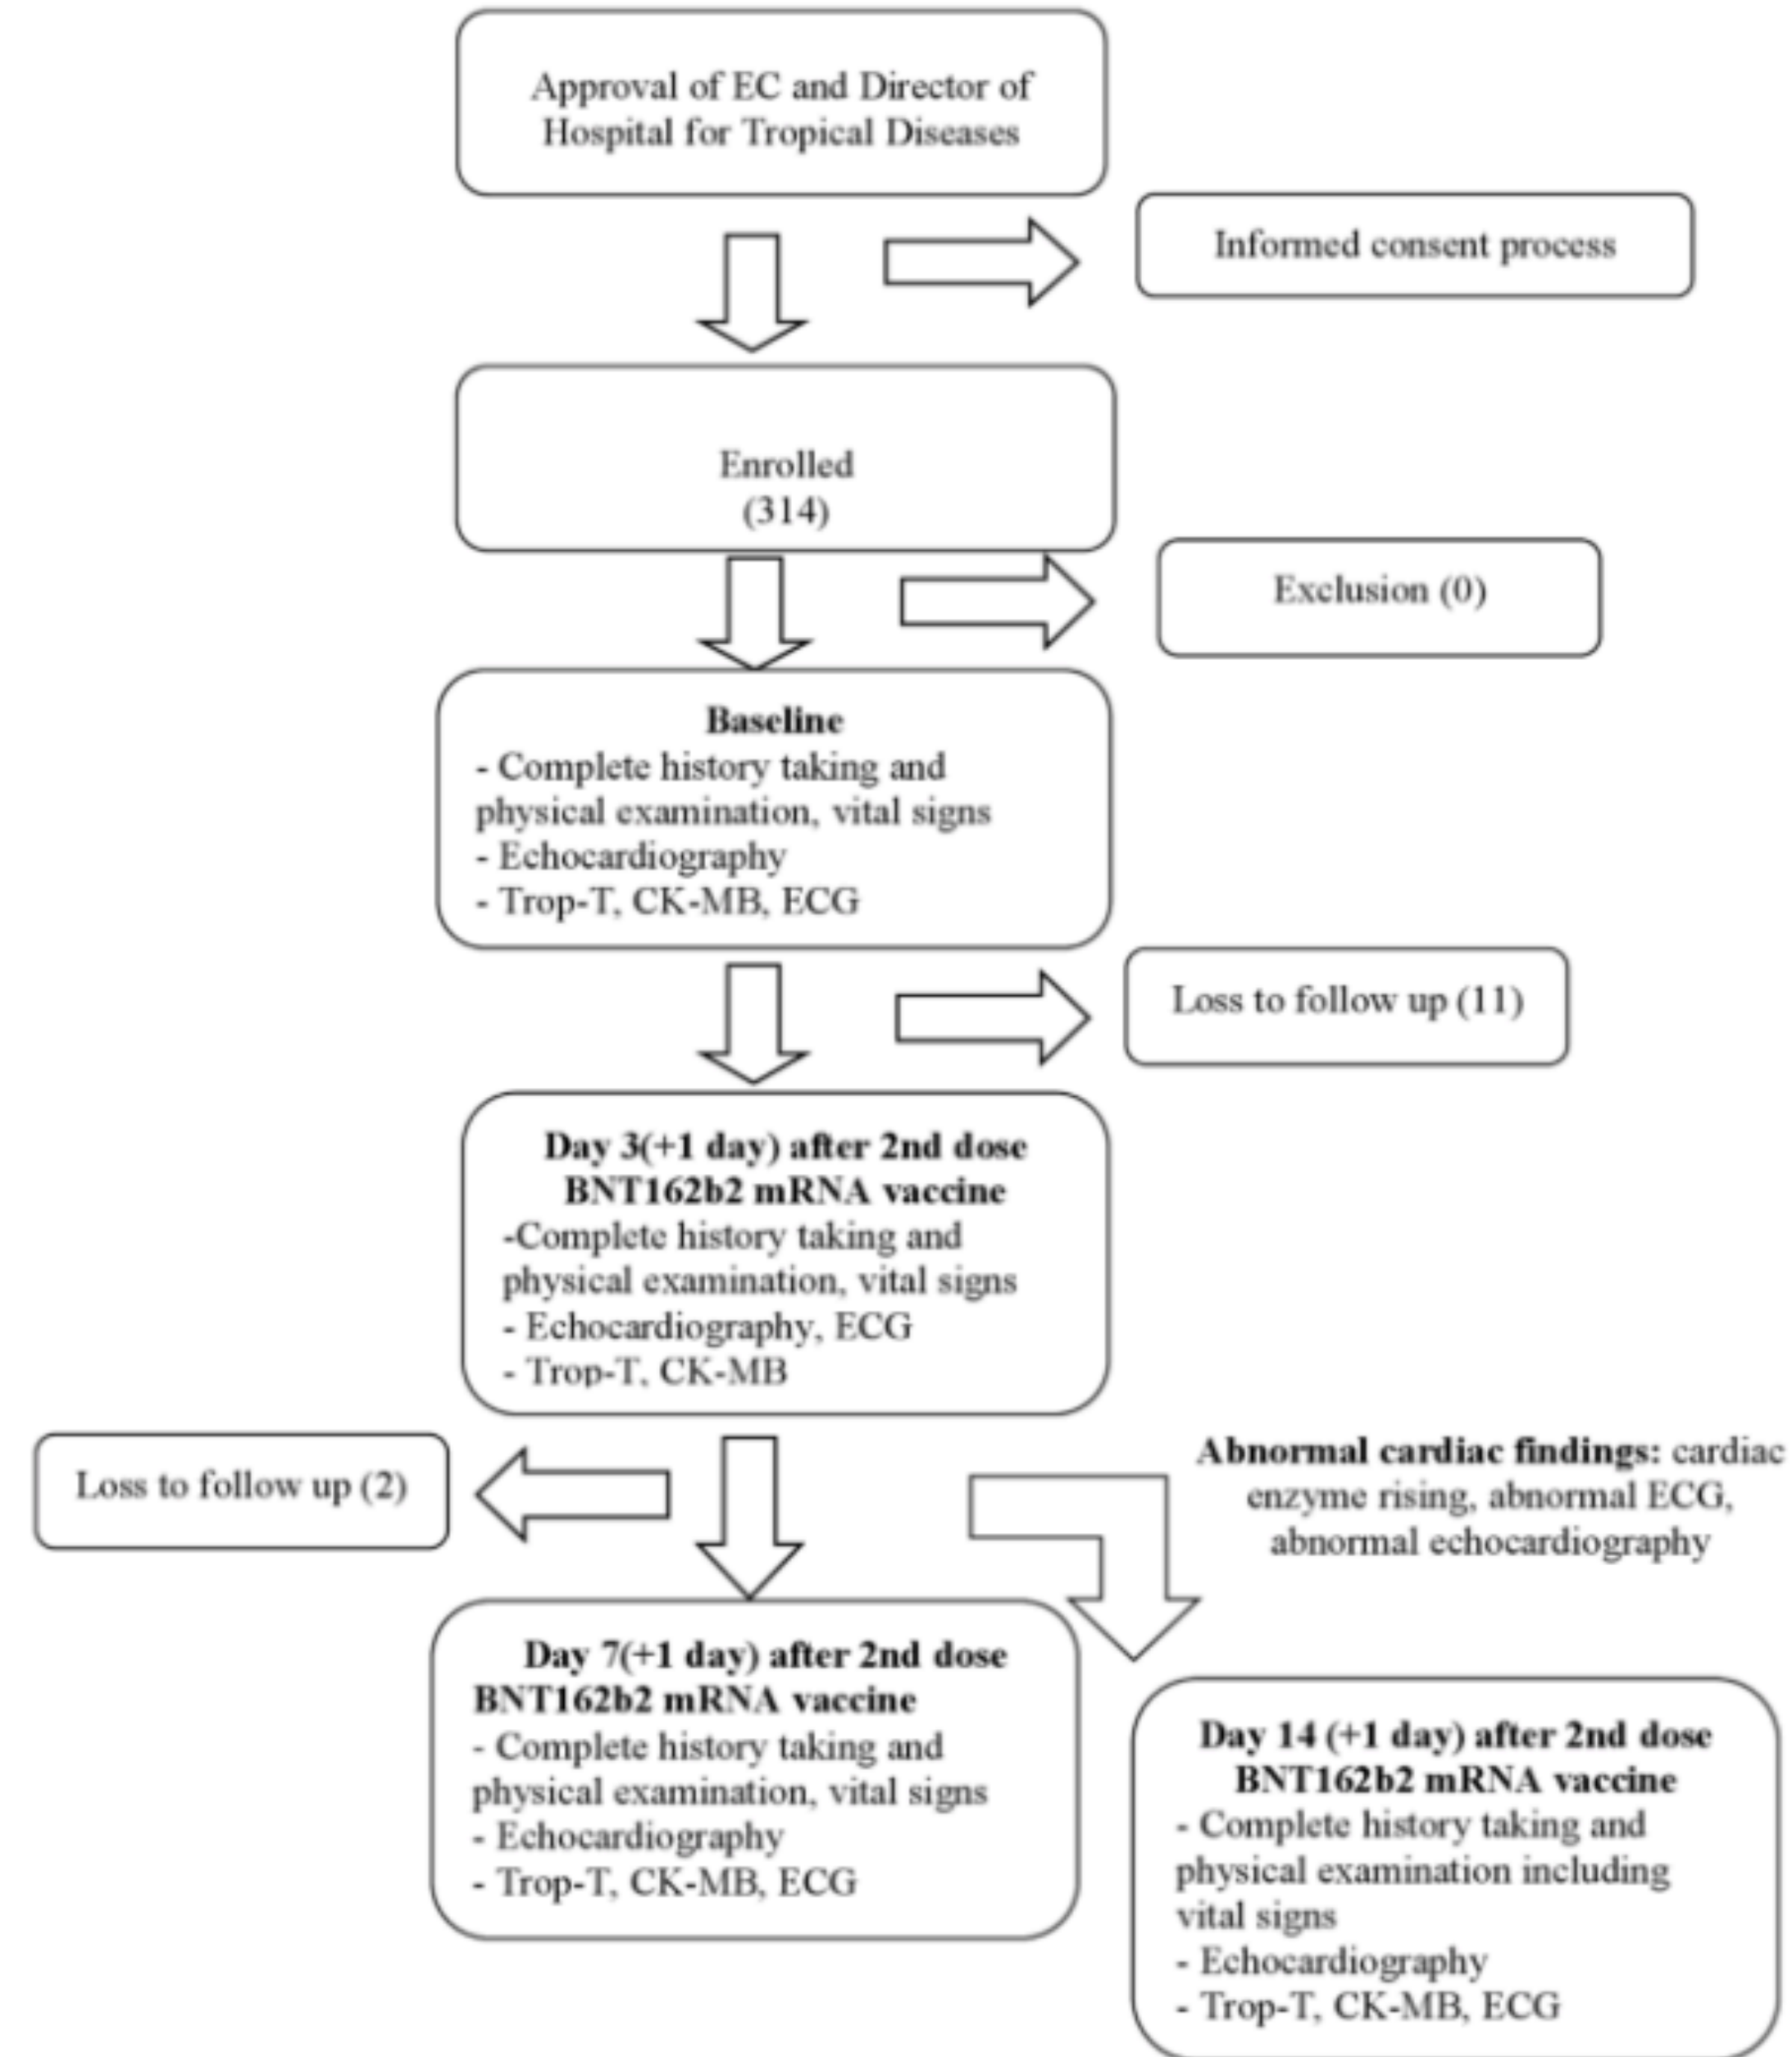 Approval of EC and Director of
Hospital for Tropical Diseases
Informed consent process
Enrolled
(314)
Exclusion (0)
Baseline
- Complete history taking and
physical examination, vital signs
- Echocardiography
- Trop-T, CK-MB, ECG
Loss to follow up (11)
Day 3(+1 day) after 2nd dose
BNT162b2 mRNA vaccine
-Complete history taking and
physical examination, vital signs
- Echocardiography, ECG
- Trop-T, CK-MB
Loss to follow up (2)
Abnormal cardiac findings: cardiac
enzyme rising, abnormal ECG,
abnormal echocardiography
Day 7(+1 day) after 2nd dose
BNT162b2 mRNA vaccine
- Complete history taking and
physical examination, vital signs
- Echocardiography
- Trop-T, CK-MB, ECG
Day 14 (+1 day) after 2nd dose
BNT162b2 mRNA vaccine
- Complete history taking and
physical examination including
vital signs
- Echocardiography
- Trop-T, CK-MB, ECG